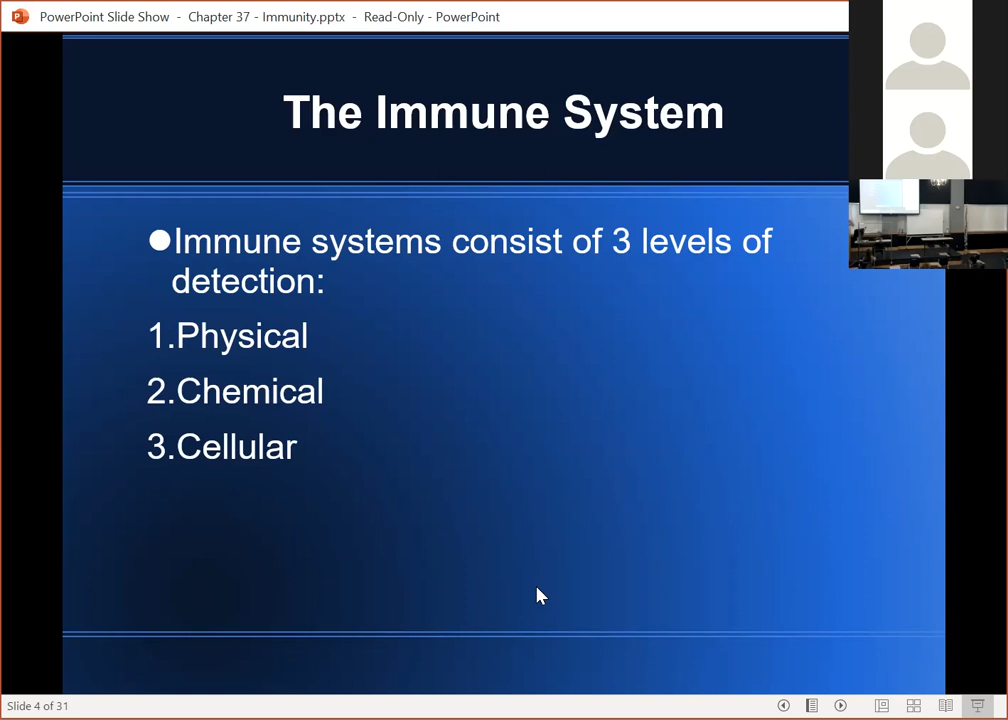 PowerPoint Slide Show - Chapter 37 - Immunity.pptx - Read-Only - PowerPoint
The Immune System
●Immune systems consist of 3 levels of
detection:
1.Physical
2.Chemical
3.Cellular
Slide 4 of 31